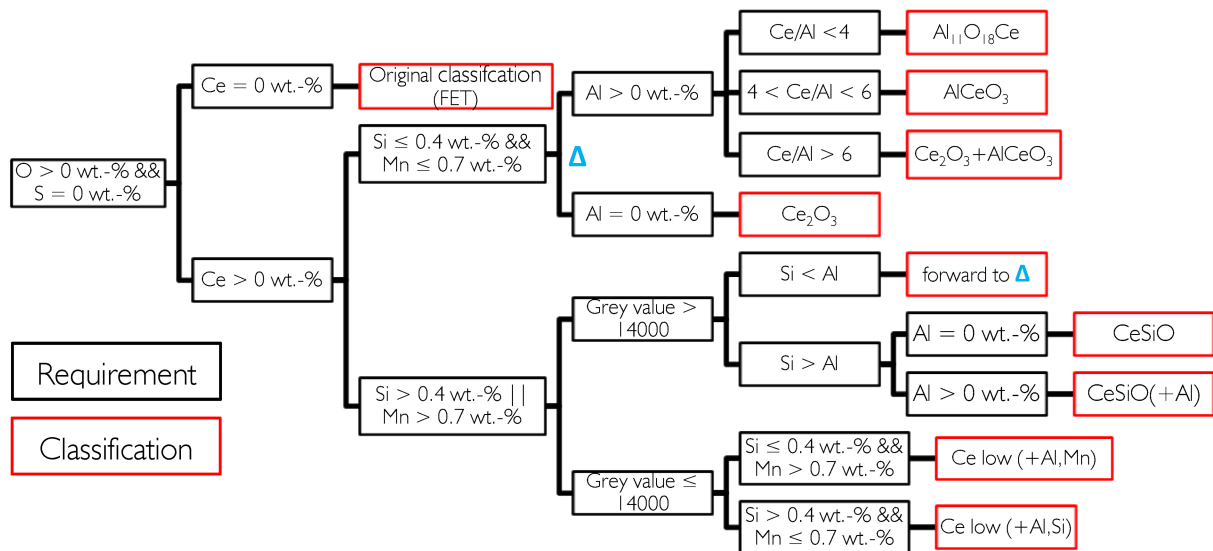 O > 0 wt.-% &&
S = 0 wt.-%
Ce = 0 wt.-%
Original classifcation
(FET)
Ce > 0 wt.-%
Si ≤ 0.4 wt.-% &&
Mn ≤ 0.7 wt.-%
Δ
Al > 0 wt.-%
Ce/Al <4
Al₁₁O₁₈Ce
4 < Ce/Al < 6
AlCeO₃
Ce/Al > 6
Ce₂O₃+AlCeO₃
Al = 0 wt.-%
Ce₂O₃
Si > 0.4 wt.-% ||
Mn > 0.7 wt.-%
Grey value >
14000
Si < Al
forward to Δ
Si > Al
Al = 0 wt.-%
CeSiO
Al > 0 wt.-%
CeSiO(+Al)
Grey value ≤
14000
Si ≤ 0.4 wt.-% &&
Mn > 0.7 wt.-%
Ce low (+Al,Mn)
Si > 0.4 wt.-% &&
Mn ≤ 0.7 wt.-%
Ce low (+Al,Si)
Requirement
Classification